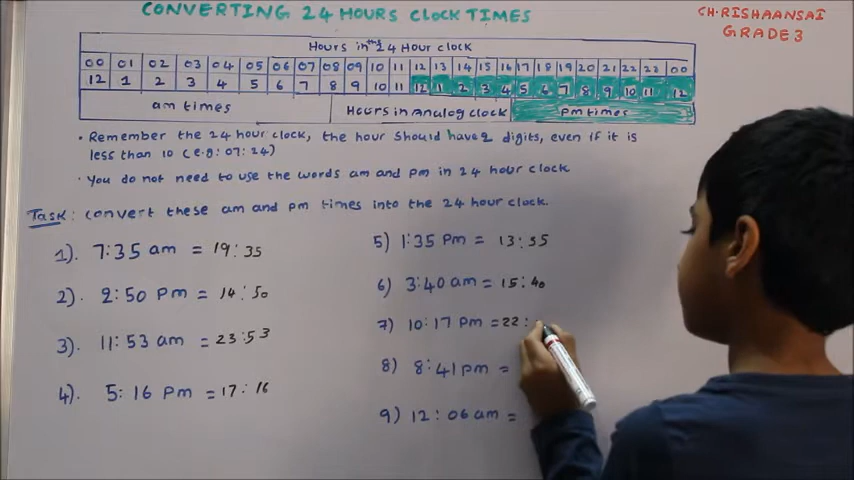 CONVERTING 24 HOURS CLOCK TIMES
CH.RISHAANSAI
GRADE 3
Hours in the 24 Hour clock
00 01 02 03 04 05 06 07 08 09 10 11 12 13 14 15 16 17 18 19 20 21 22 23 00
12 1 2 3 4 5 6 7 8 9 10 11 12 1 2 3 4 5 6 7 8 9 10 11 12
am times Hours in analog clock pm times
• Remember the 24 hour clock, the hour should have 2 digits, even if it is
less than 10 (e.g: 07:24)
• You do not need to use the words am and pm in 24 hour clock
Task: convert these am and pm times into the 24 hour clock.
1). 7:35 am = 19:35
2). 2:50 pm = 14:50
3). 11:53 am = 23:53
4). 5:16 pm = 17:16
5) 1:35 pm = 13:35
6) 3:40 am = 15:40
7) 10:17 pm = 22:
8) 8:41 pm =
9) 12:06 am =